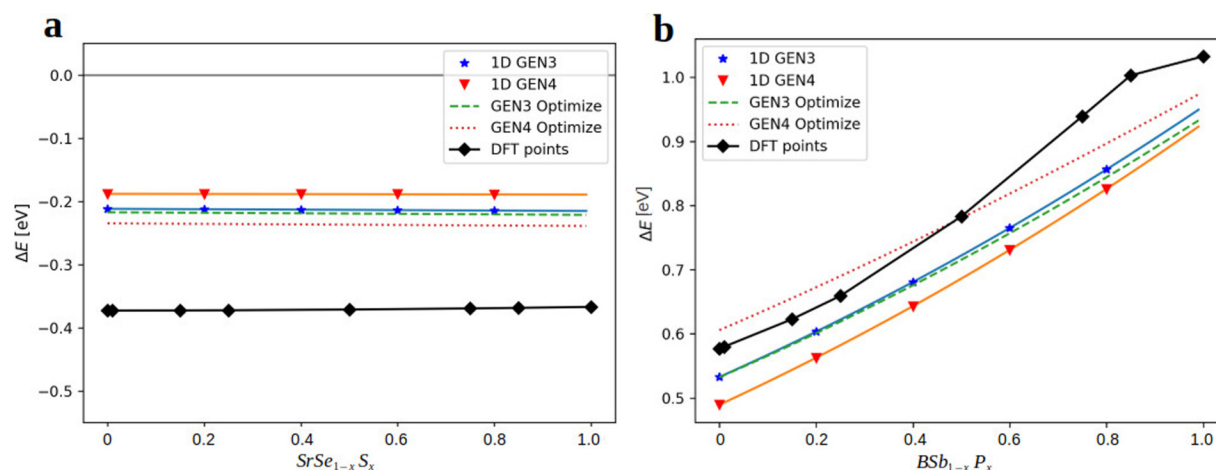 a
ΔE [eV]
0.0
−0.1
−0.2
−0.3
−0.4
−0.5
1D GEN3
1D GEN4
GEN3 Optimize
GEN4 Optimize
DFT points
0 0.2 0.4 0.6 0.8 1.0
SrSe₁₋ₓSₓ
b
ΔE [eV]
1.0
0.9
0.8
0.7
0.6
0.5
1D GEN3
1D GEN4
GEN3 Optimize
GEN4 Optimize
DFT points
0 0.2 0.4 0.6 0.8 1.0
BSb₁₋ₓPₓ